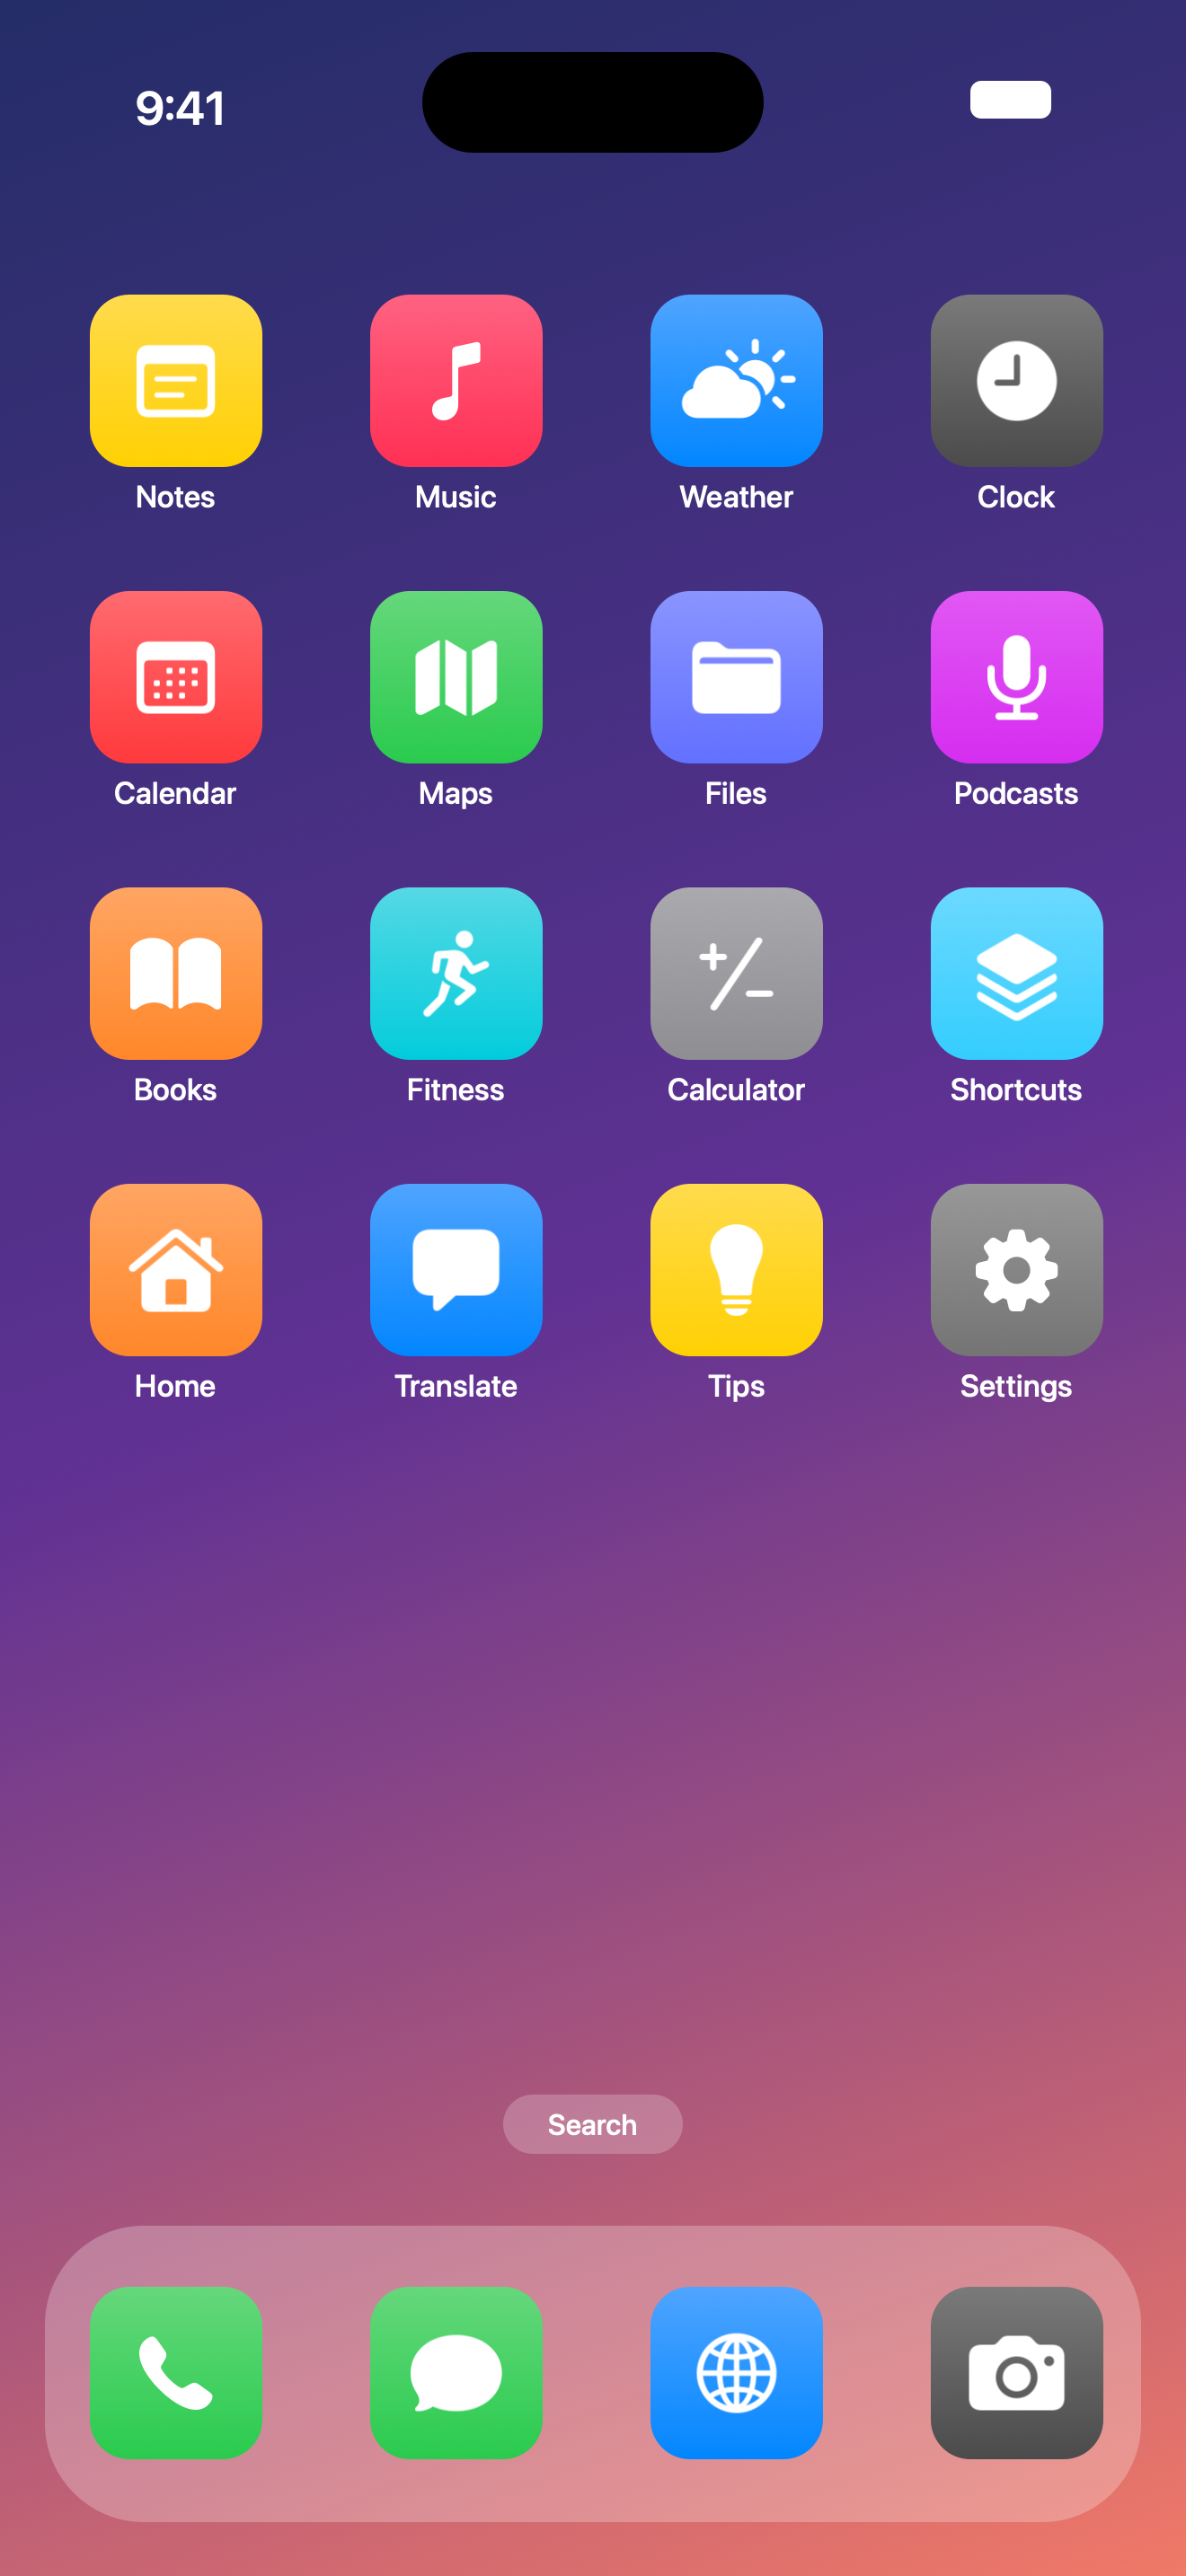 9:41
Notes
Music
Weather
Clock
Calendar
Maps
Files
Podcasts
Books
Fitness
Calculator
Shortcuts
Home
Translate
Tips
Settings
Search